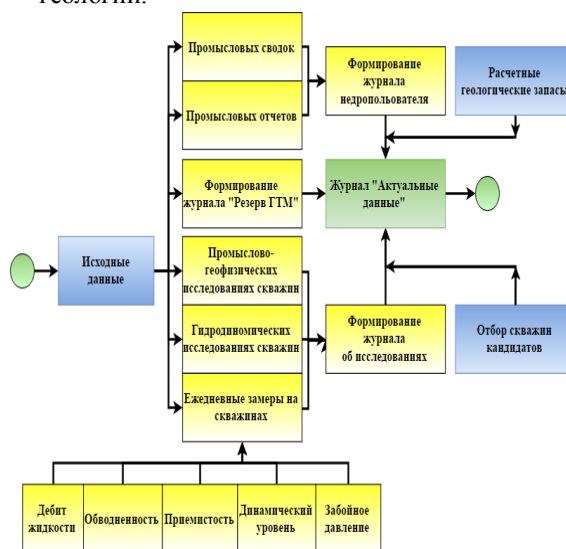 геологии.
Промысловых сводок
Промысловых отчетов
Формирование
журнала
недропользователя
Расчетные
геологические запасы
Формирование
журнала "Резерв ГТМ"
Журнал "Актуальные
данные"
Исходные
данные
Промыслово-
геофизических
исследованиях скважин
Гидродиномических
исследованиях скважин
Ежедневные замеры на
скважинах
Формирование
журнала
об исследованиях
Отбор скважин
кандидатов
Дебит
жидкости
Обводненность
Приемистость
Динамический
уровень
Забойное
давление